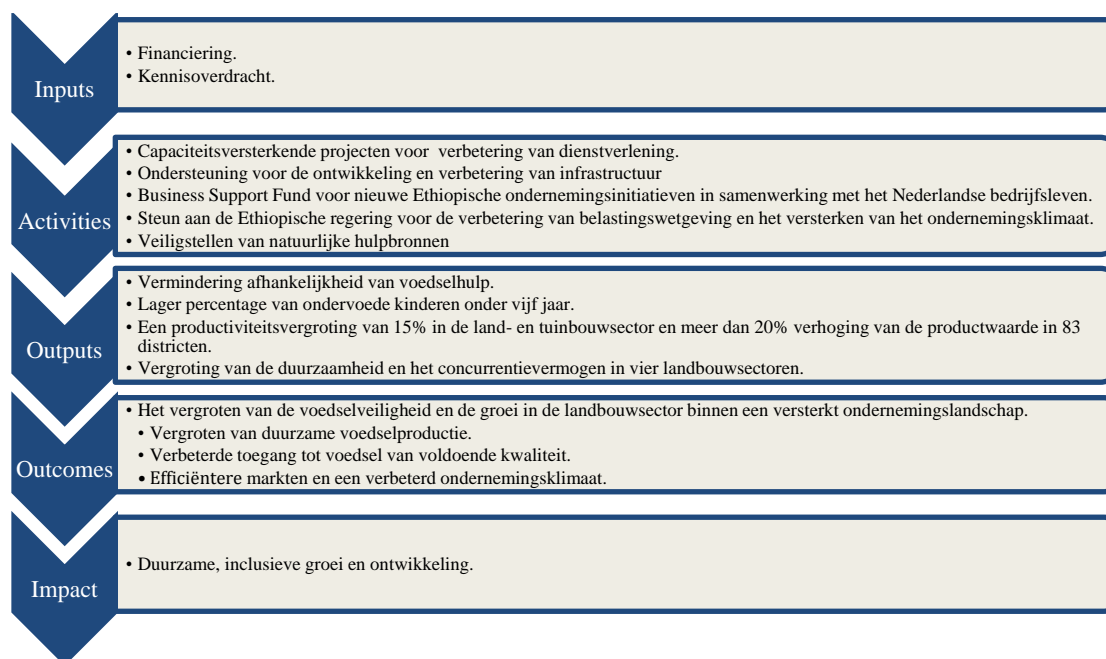 Inputs
• Financiering.
• Kennisoverdracht.
Activities
• Capaciteitsversterkende projecten voor verbetering van dienstverlening.
• Ondersteuning voor de ontwikkeling en verbetering van infrastructuur
• Business Support Fund voor nieuwe Ethiopische ondernemingsinitiatieven in samenwerking met het Nederlandse bedrijfsleven.
• Steun aan de Ethiopische regering voor de verbetering van belastingswetgeving en het versterken van het ondernemingsklimaat.
• Veiligstellen van natuurlijke hulpbronnen
Outputs
• Vermindering afhankelijkheid van voedselhulp.
• Lager percentage van ondervoede kinderen onder vijf jaar.
• Een productiviteitsvergroting van 15% in de land- en tuinbouwsector en meer dan 20% verhoging van de productwaarde in 83
districten.
• Vergroting van de duurzaamheid en het concurrentievermogen in vier landbouwsectoren.
Outcomes
• Het vergroten van de voedselveiligheid en de groei in de landbouwsector binnen een versterkt ondernemingslandschap.
• Vergroten van duurzame voedselproductie.
• Verbeterde toegang tot voedsel van voldoende kwaliteit.
• Efficiëntere markten en een verbeterd ondernemingsklimaat.
Impact
• Duurzame, inclusieve groei en ontwikkeling.